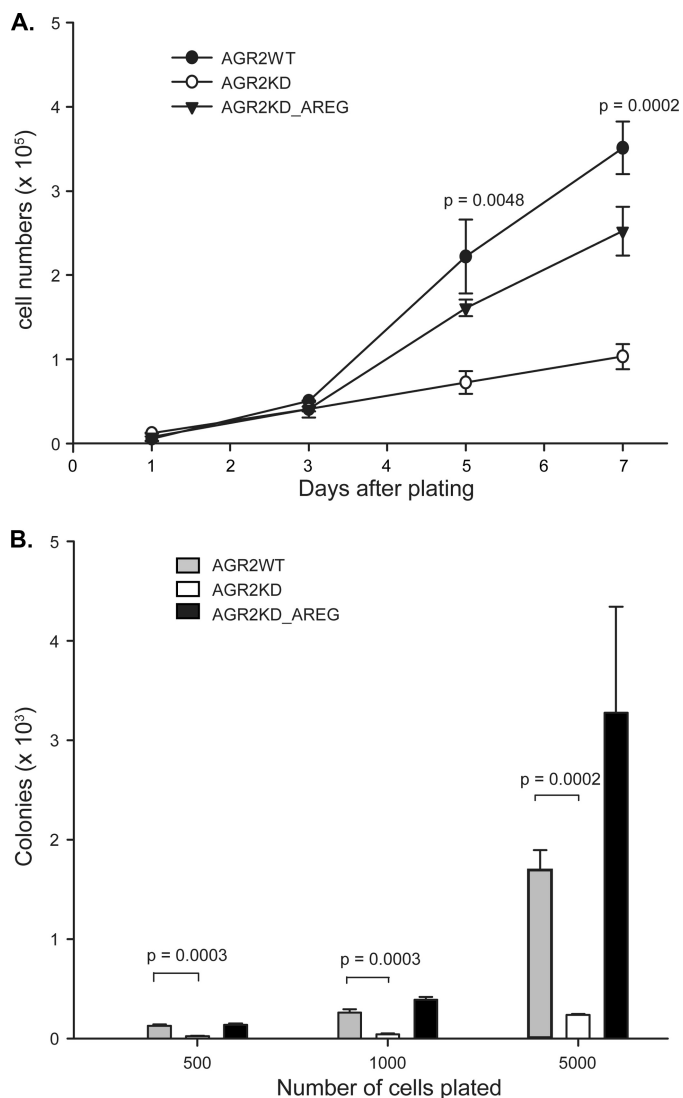 A.
5
4
3
2
1
0
cell numbers (x 10⁵)
AGR2WT
AGR2KD
AGR2KD_AREG
p = 0.0048
p = 0.0002
0 1 2 3 4 5 6 7
Days after plating
B.
5
4
3
2
1
0
Colonies (x 10³)
AGR2WT
AGR2KD
AGR2KD_AREG
p = 0.0003
p = 0.0003
p = 0.0002
500 1000 5000
Number of cells plated